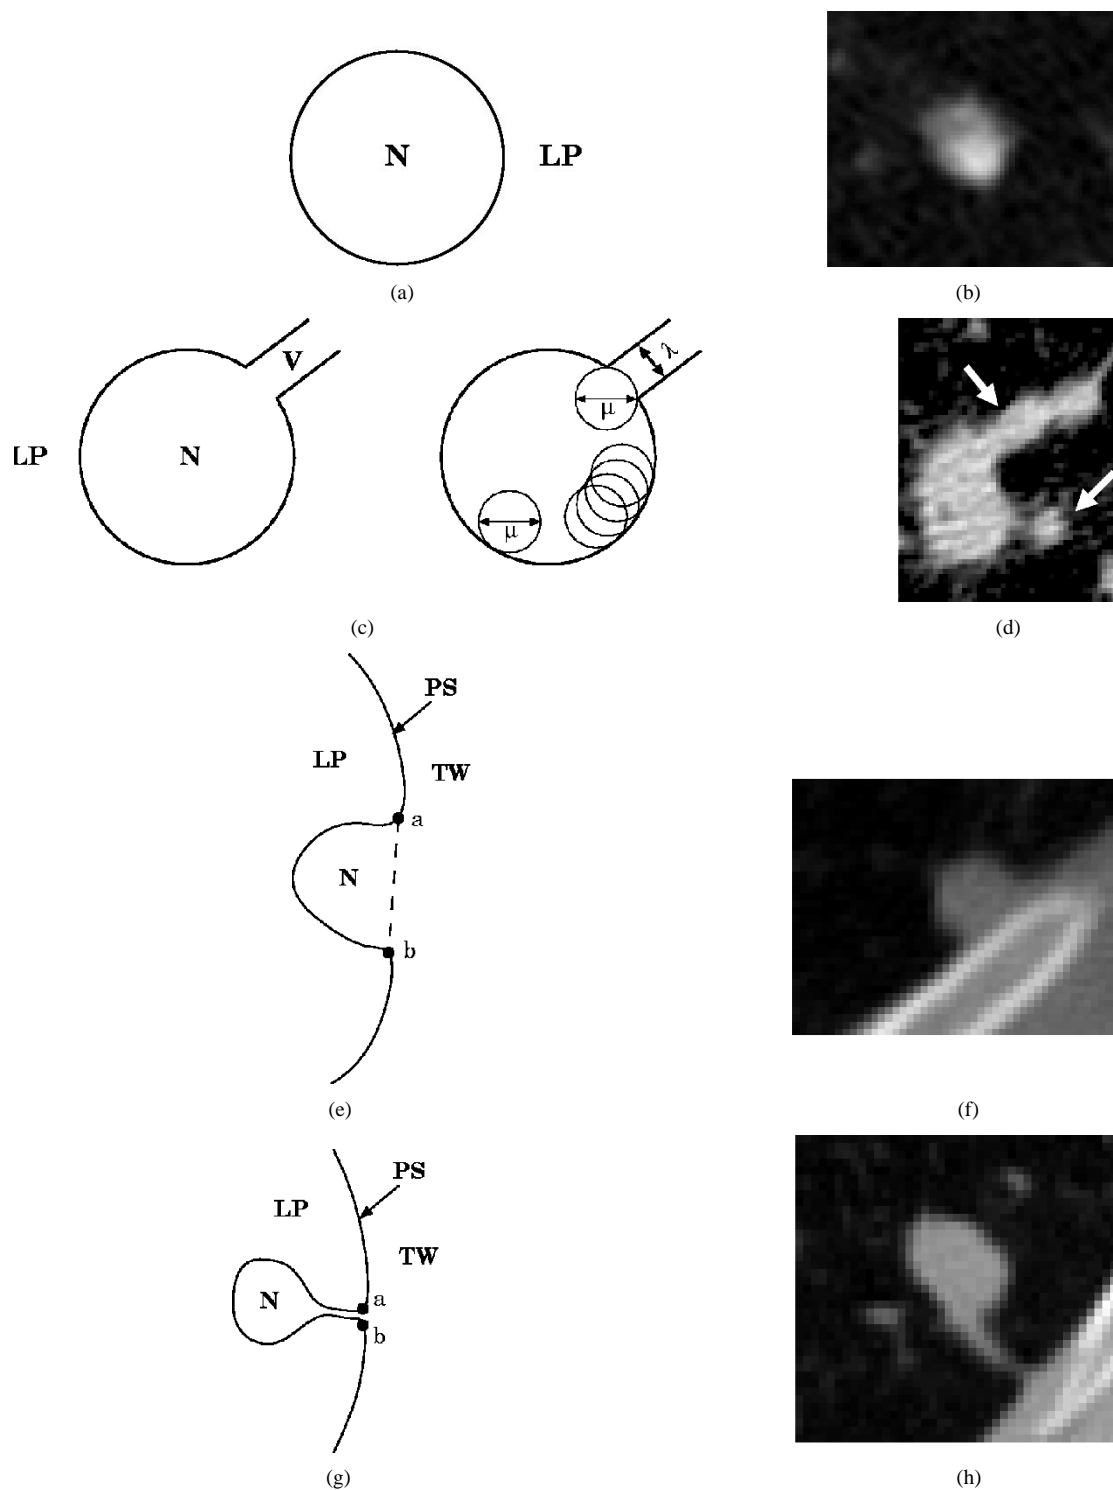 N LP
(a) (b)
V
LP N
λ
μ
μ
(c) (d)
PS
LP TW
a
N
b
(e) (f)
PS
LP
TW
N a
b
(g) (h)